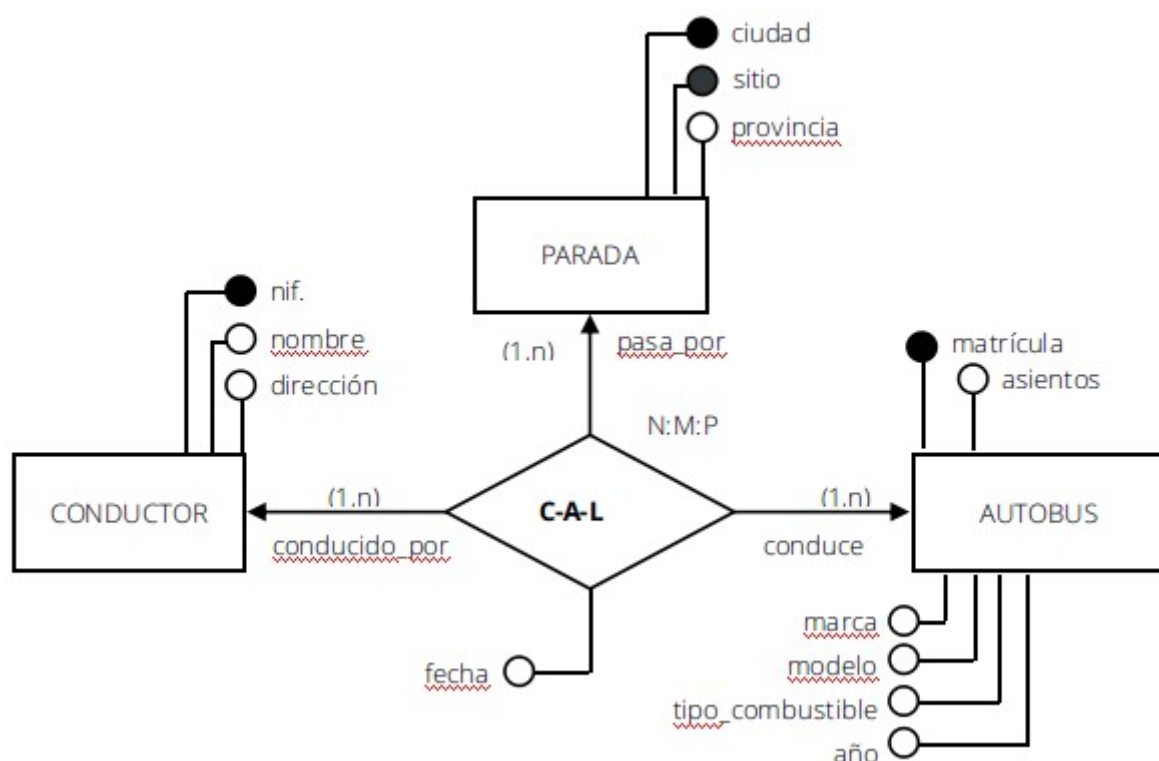 ciudad
sitio
provincia
PARADA
nif.
nombre
dirección
(1.n)
pasa_por
matrícula
asientos
N:M:P
CONDUCTOR
(1.n)
conducido_por
C-A-L
(1.n)
conduce
AUTOBUS
fecha
marca
modelo
tipo_combustible
año